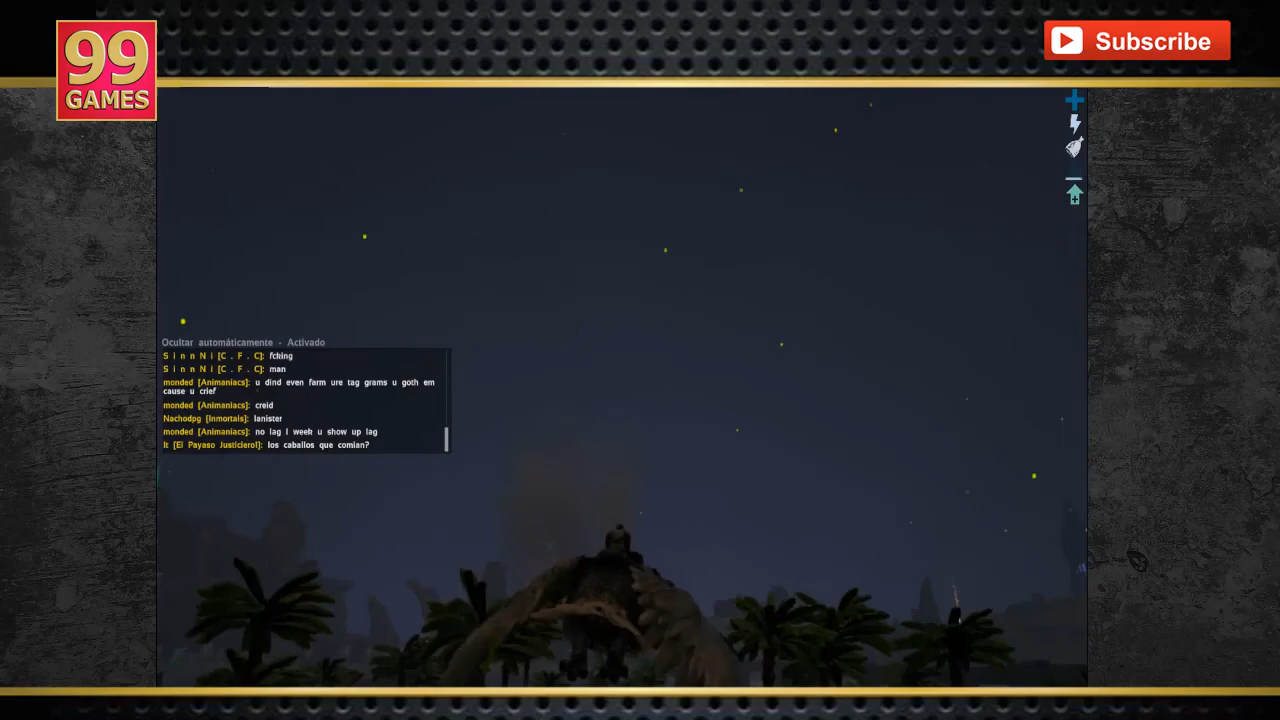 99
GAMES
Subscribe
Ocultar automáticamente - Activado
S i n n N i [C . F . C]: fcking
S i n n N i [C . F . C]: man
monded [Animaniacs]: u dind even farm ure tag grams u goth em
cause u crief
monded [Animaniacs]: creid
Nachodpg [Inmortals]: lanister
monded [Animaniacs]: no lag l week u show up lag
It [El Payaso Justiciero!]: los caballos que comian?